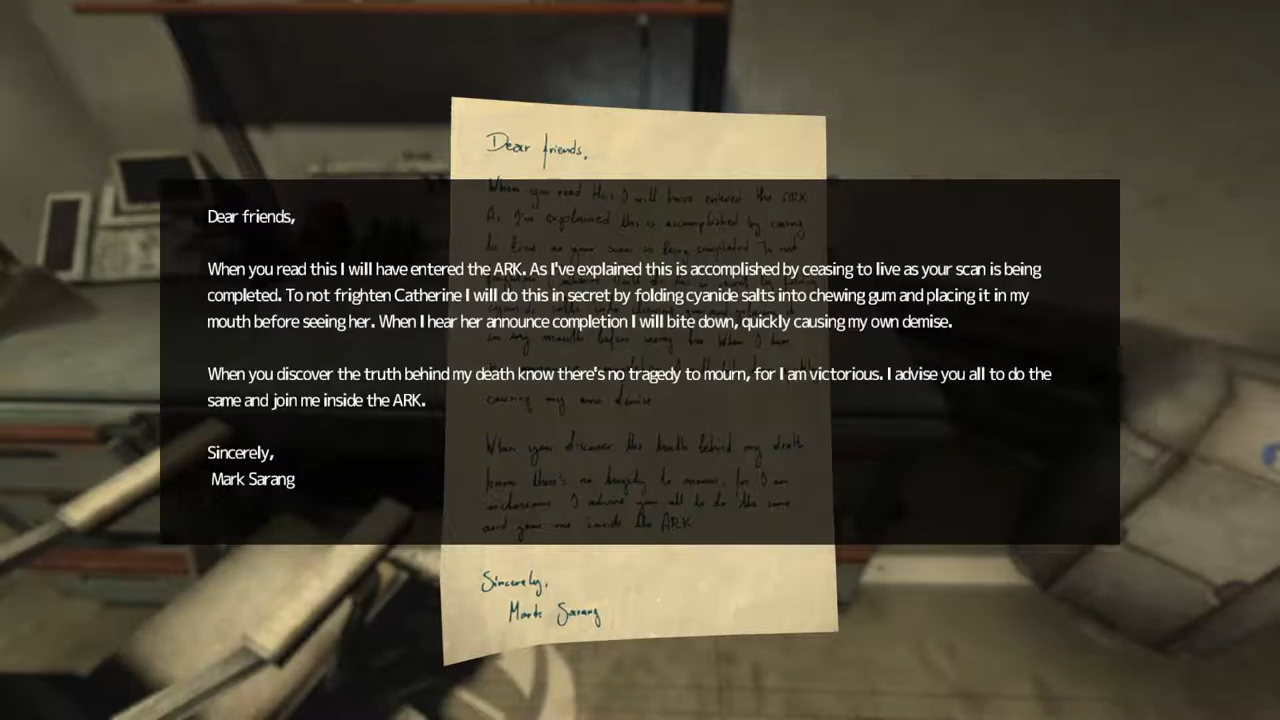 Dear friends,
Dear friends,
When you read this I will have entered the ARK. As I've explained this is accomplished by ceasing to live as your scan is being
completed. To not frighten Catherine I will do this in secret by folding cyanide salts into chewing gum and placing it in my
mouth before seeing her. When I hear her announce completion I will bite down, quickly causing my own demise.
When you discover the truth behind my death know there's no tragedy to mourn, for I am victorious. I advise you all to do the
same and join me inside the ARK.
Sincerely,
Mark Sarang
Sincerely,
Mark Sarang